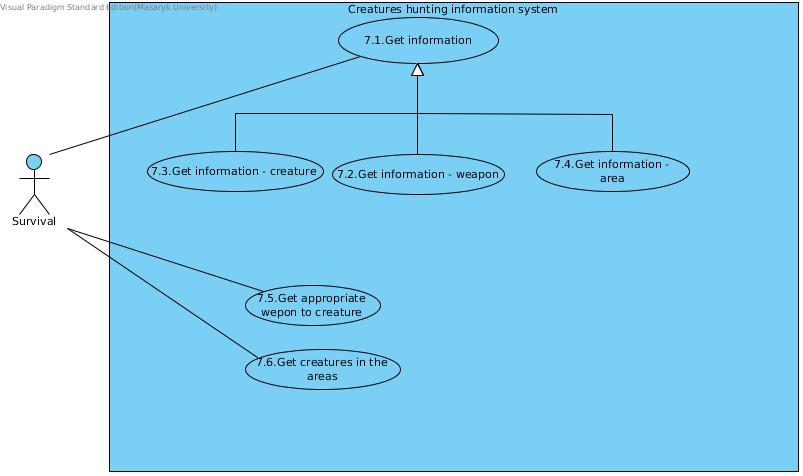 Visual Paradigm Standard Edition(Masaryk University)
Creatures hunting information system
7.1.Get information
7.3.Get information - creature
7.2.Get information - weapon
7.4.Get information -
area
Survival
7.5.Get appropriate
wepon to creature
7.6.Get creatures in the
areas